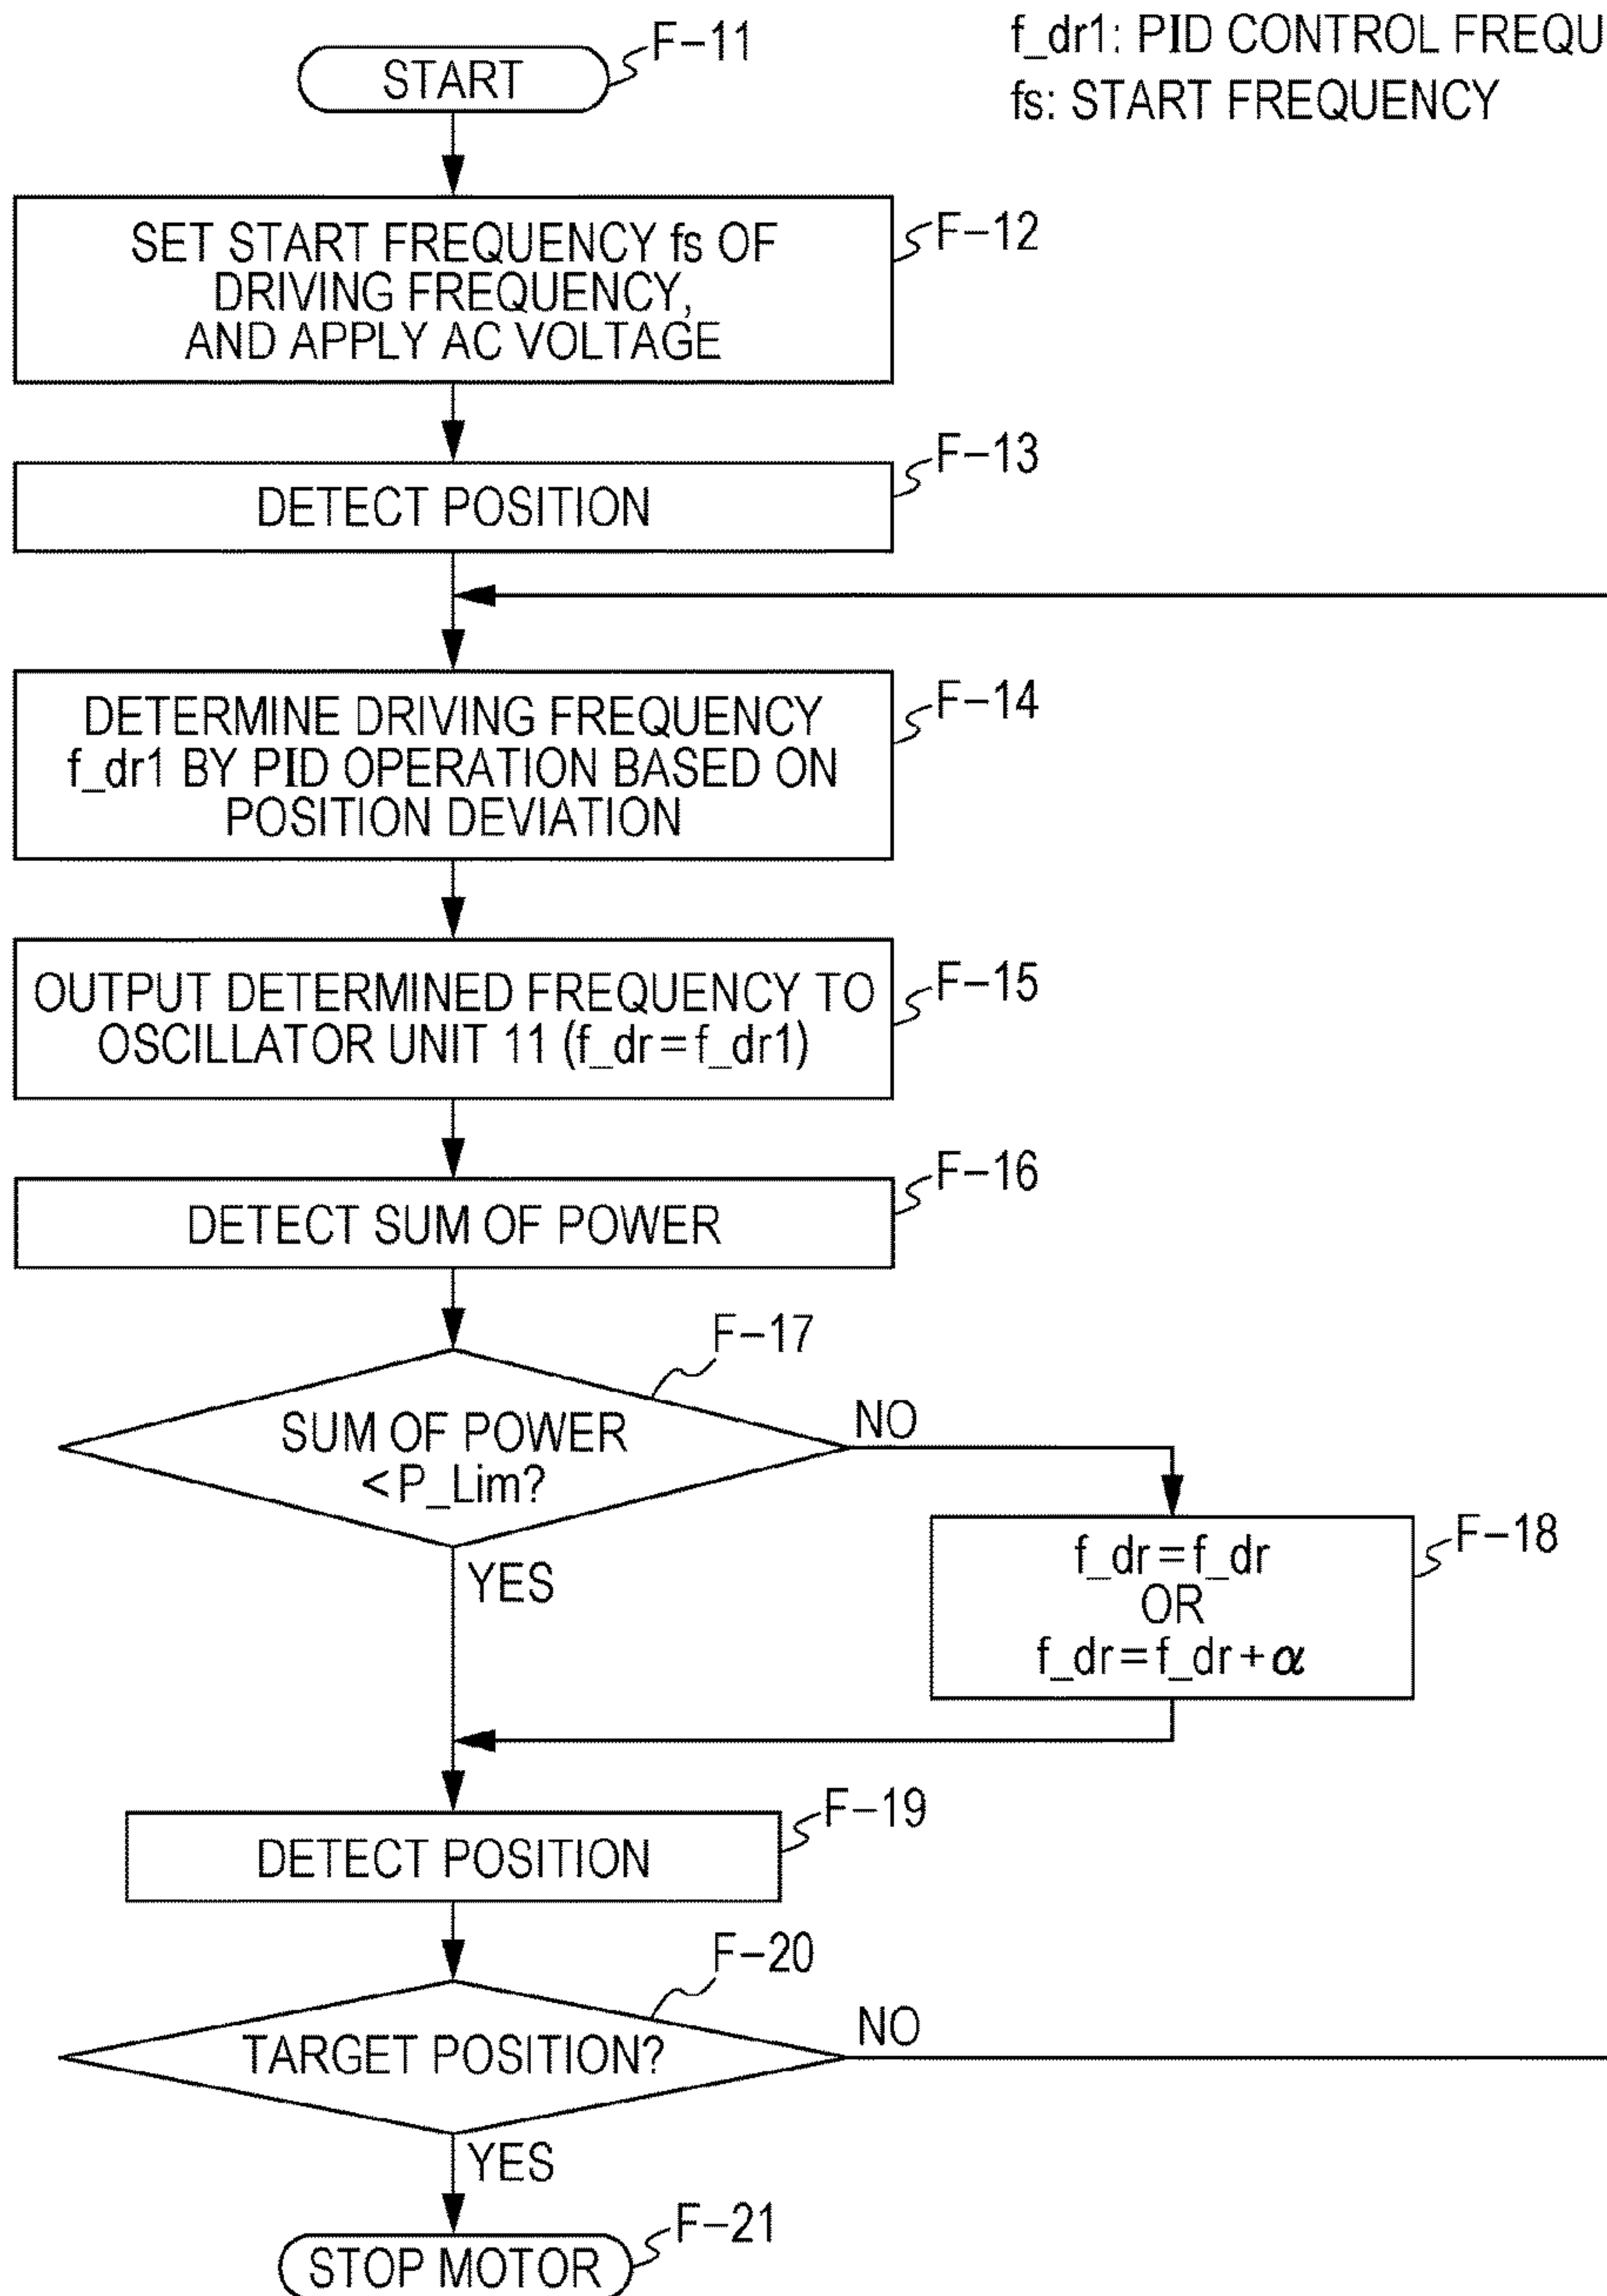 f_dr1: PID CONTROL FREQU
fs: START FREQUENCY
F-11
START
F-12
SET START FREQUENCY fs OF
DRIVING FREQUENCY,
AND APPLY AC VOLTAGE
F-13
DETECT POSITION
F-14
DETERMINE DRIVING FREQUENCY
f_dr1 BY PID OPERATION BASED ON
POSITION DEVIATION
F-15
OUTPUT DETERMINED FREQUENCY TO
OSCILLATOR UNIT 11 (f_dr=f_dr1)
F-16
DETECT SUM OF POWER
F-17
SUM OF POWER
<P_Lim?
NO
YES
F-18
f_dr=f_dr
OR
f_dr=f_dr+α
F-19
DETECT POSITION
F-20
TARGET POSITION?
NO
YES
F-21
STOP MOTOR